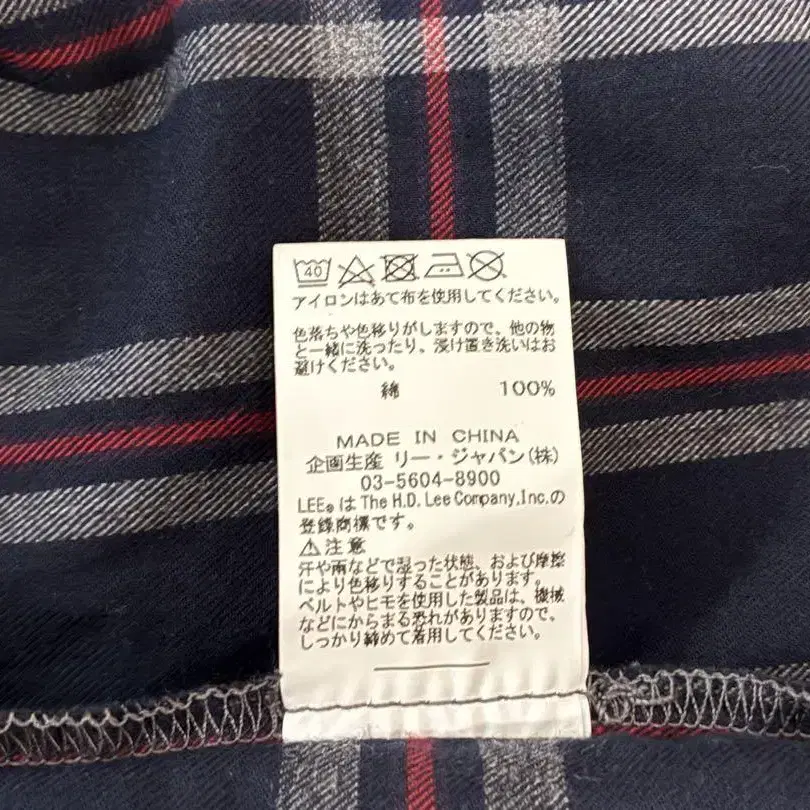 40
アイロンはあて布を使用してください。
色落ちや色移りがしますので、他の物
と一緒に洗ったり、浸け置き洗いはお
避けください。
綿 100%
MADE IN CHINA
企画生産 リー・ジャパン(株)
03-5604-8900
LEE®は The H.D. Lee Company,Inc.の
登録商標です。
⚠注意
汗や雨などで湿った状態、および摩擦
により色移りすることがあります。
ベルトやヒモを使用した製品は、機械
などにからまる恐れがありますので、
しっかり締めて着用してください。